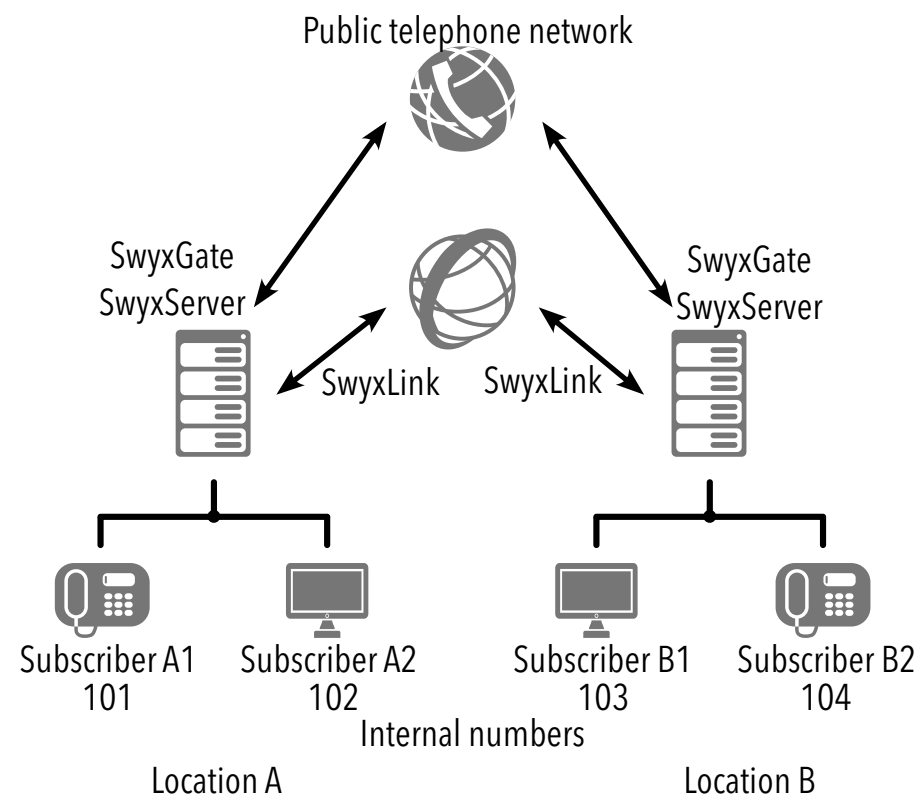 Public telephone network
SwyxGate
SwyxServer
SwyxGate
SwyxServer
SwyxLink
SwyxLink
Subscriber A1
101
Subscriber A2
102
Subscriber B1
103
Subscriber B2
104
Internal numbers
Location A
Location B